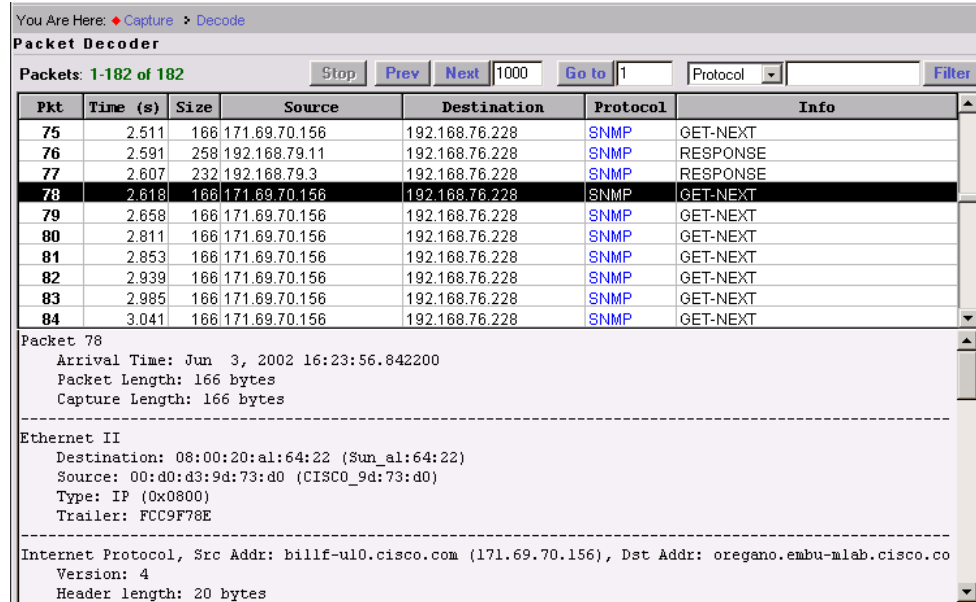 You Are Here: Capture Decode
Packet Decoder
Packets: 1-182 of 182 Stop Prev Next 1000 Go to 1 Protocol Filter
Pkt Time (s) Size Source Destination Protocol Info
75 2.511 166 171.69.70.156 192.168.76.228 SNMP GET-NEXT
76 2.591 258 192.168.79.11 192.168.76.228 SNMP RESPONSE
77 2.607 232 192.168.79.3 192.168.76.228 SNMP RESPONSE
78 2.618 166 171.69.70.156 192.168.76.228 SNMP GET-NEXT
79 2.658 166 171.69.70.156 192.168.76.228 SNMP GET-NEXT
80 2.811 166 171.69.70.156 192.168.76.228 SNMP GET-NEXT
81 2.853 166 171.69.70.156 192.168.76.228 SNMP GET-NEXT
82 2.939 166 171.69.70.156 192.168.76.228 SNMP GET-NEXT
83 2.985 166 171.69.70.156 192.168.76.228 SNMP GET-NEXT
84 3.041 166 171.69.70.156 192.168.76.228 SNMP GET-NEXT
Packet 78
Arrival Time: Jun 3, 2002 16:23:56.842200
Packet Length: 166 bytes
Capture Length: 166 bytes
Ethernet II
Destination: 08:00:20:a1:64:22 (Sun_a1:64:22)
Source: 00:d0:d3:9d:73:d0 (CISCO_9d:73:d0)
Type: IP (0x0800)
Trailer: FCC9F78E
Internet Protocol, Src Addr: billf-u10.cisco.com (171.69.70.156), Dst Addr: oregano.embu-mlab.cisco.co
Version: 4
Header length: 20 bytes